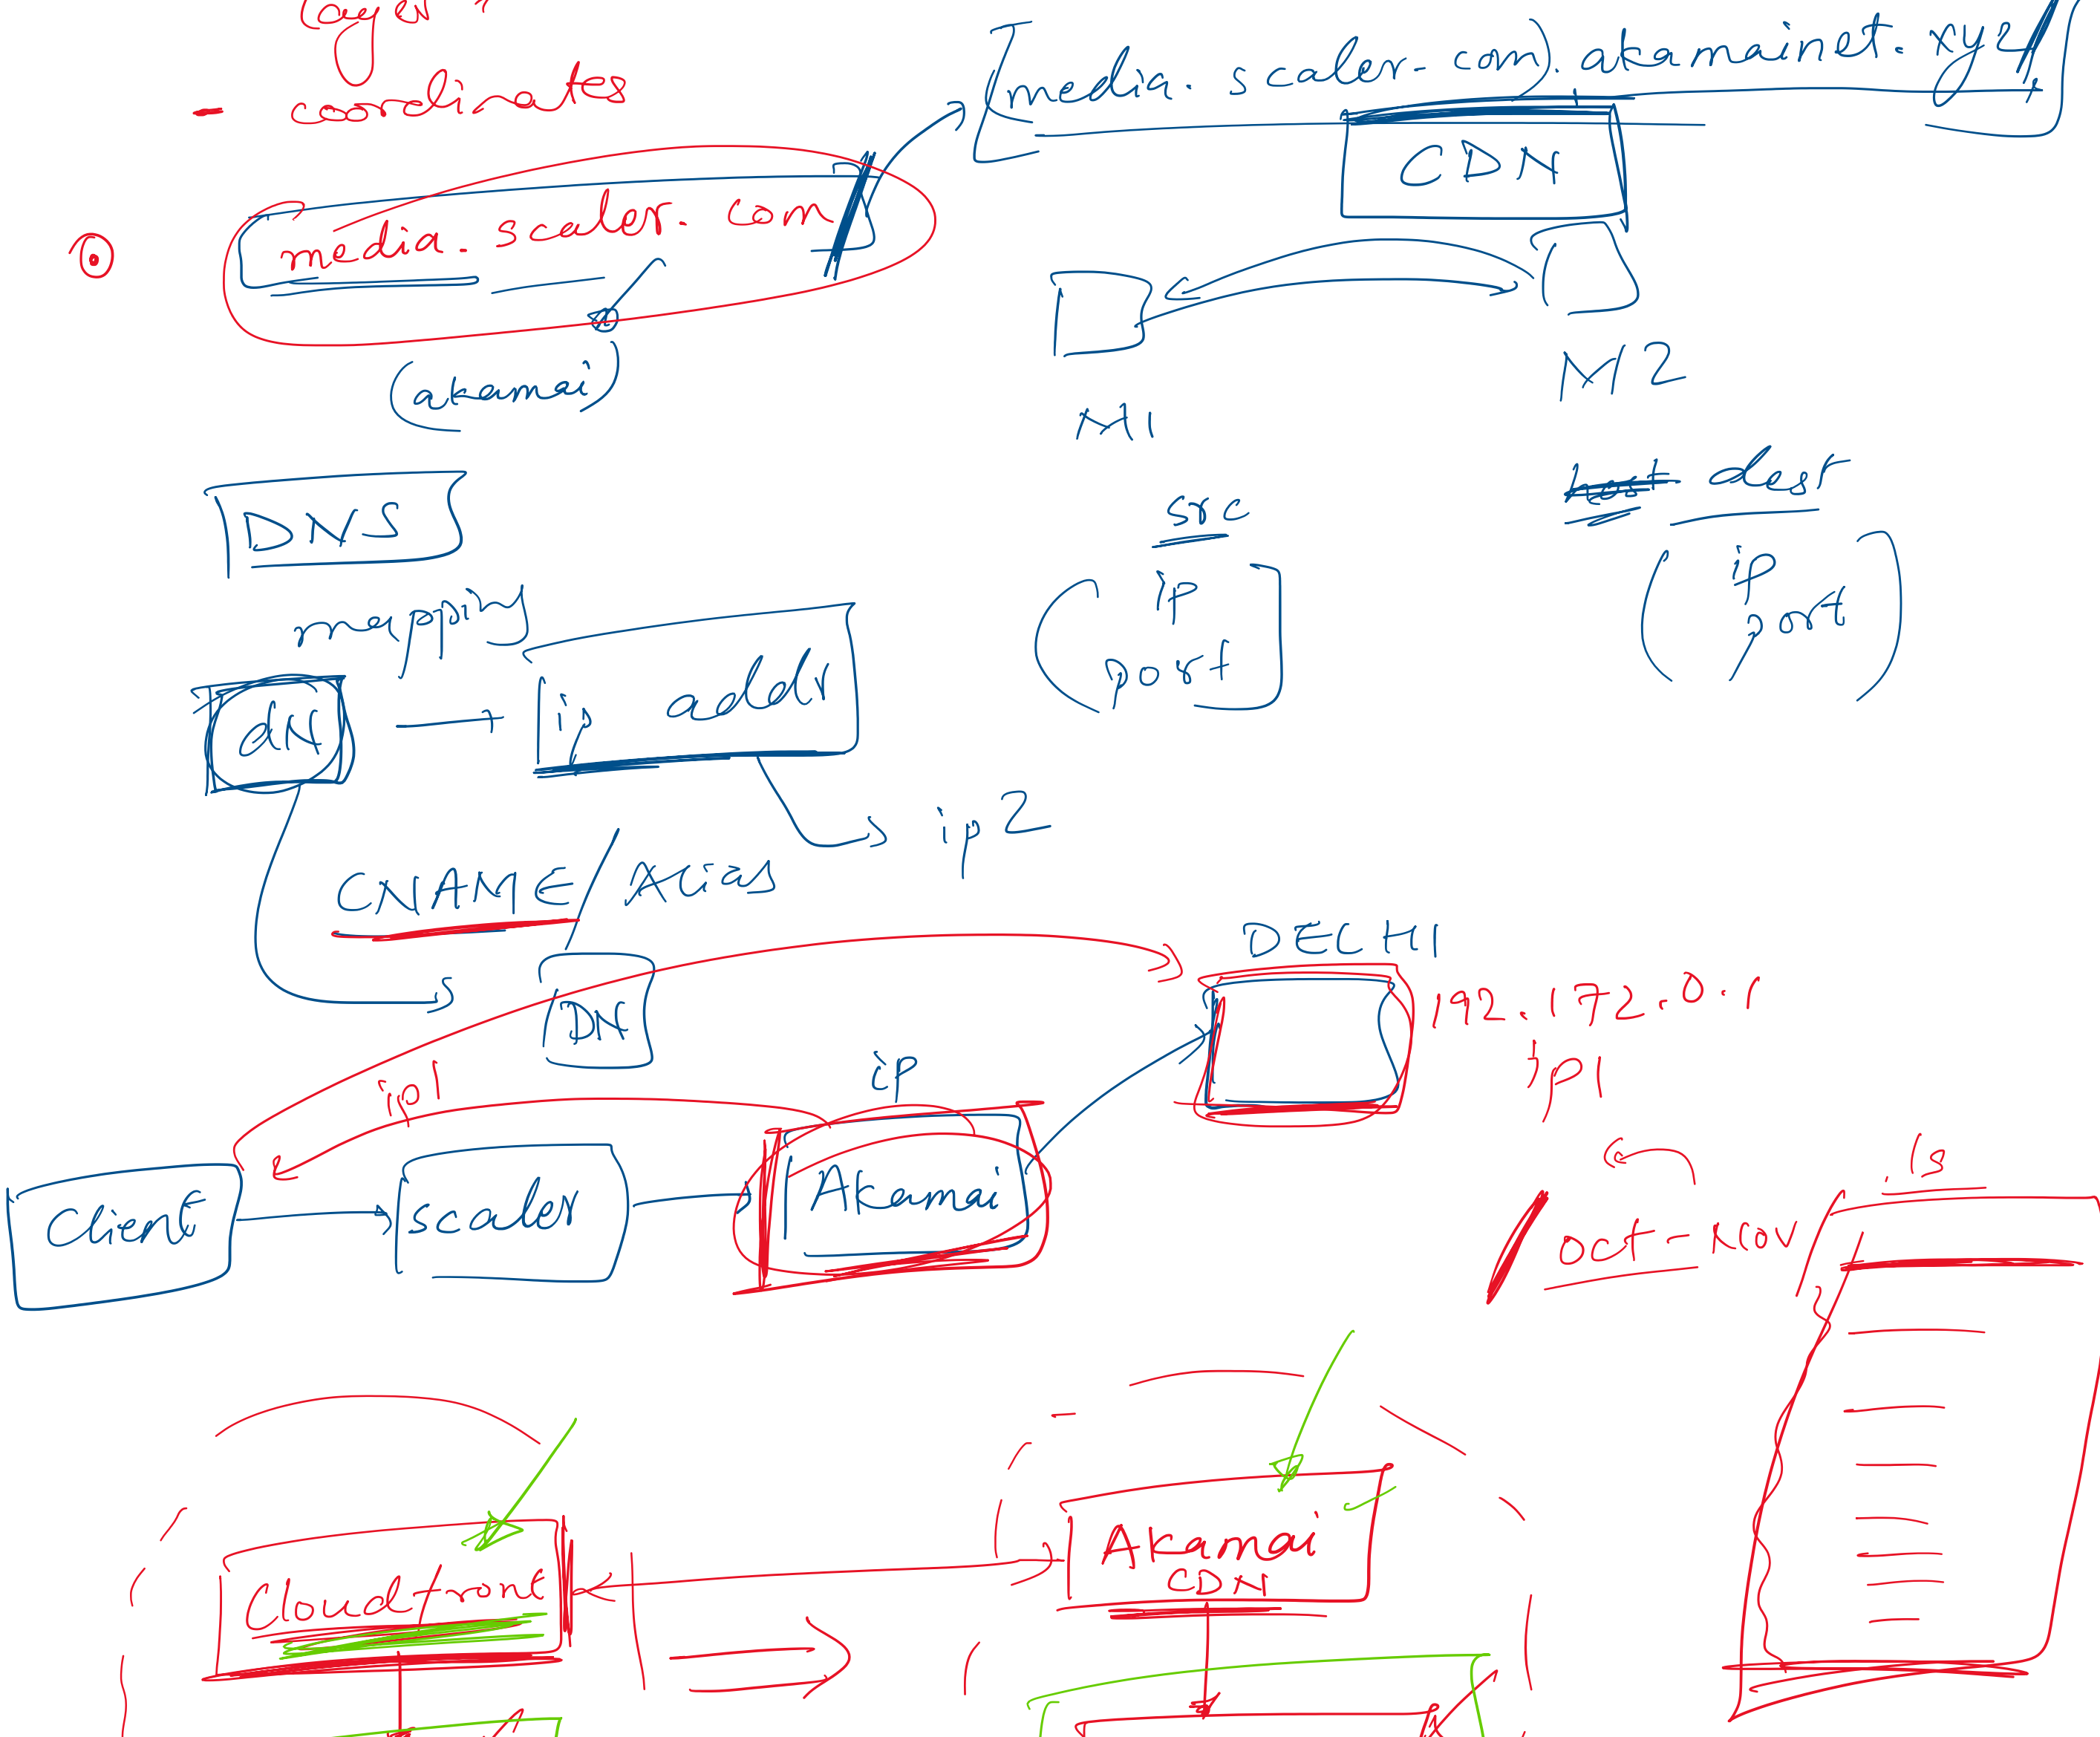 - coordinates
[media.scaler.com).akamainet.xyz]
CDN
media.scaler.com
(akamai)
M1
M2
DNS
src
dest
mapping
ip
port
ip
port
dN → ip addr
ip2
CNAME/Alias
DN
DELHI
192.172.0.1
ip1
ip1
ip
Client
scaler
Akamai
oct-Nov
.is
Cloudfront
Akamai
CDN